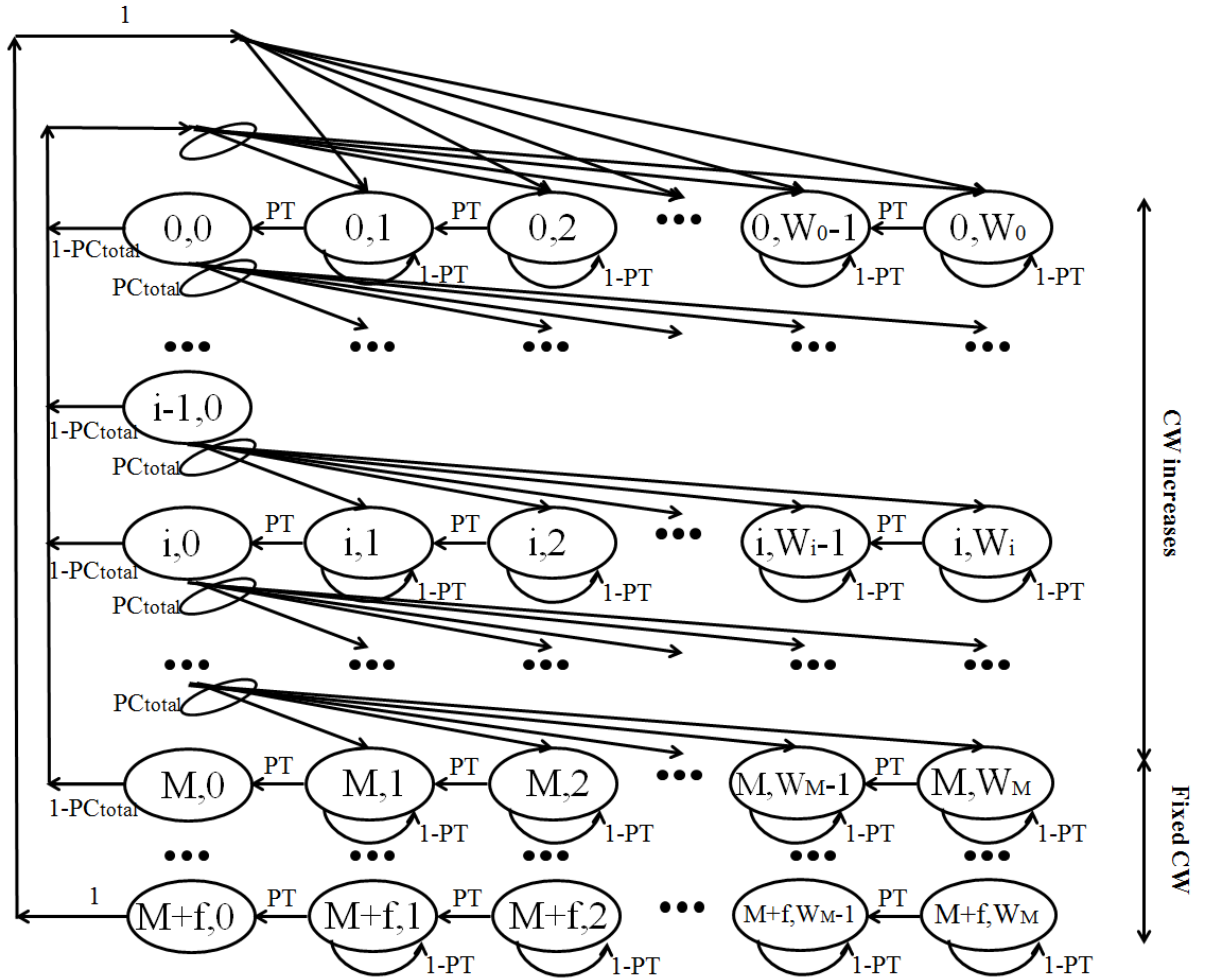 1
0,0 PT 0,1 PT 0,2 ••• 0,W₀-1 PT 0,W₀
1-PCtotal 1-PT 1-PT 1-PT 1-PT
PCtotal
••• ••• ••• ••• •••
i-1,0
1-PCtotal
PCtotal
i,0 PT i,1 PT i,2 ••• i,Wi-1 PT i,Wi
1-PCtotal 1-PT 1-PT 1-PT 1-PT
PCtotal
••• ••• ••• ••• •••
PCtotal
M,0 PT M,1 PT M,2 ••• M,WM-1 PT M,WM
1-PCtotal 1-PT 1-PT 1-PT 1-PT
••• ••• ••• ••• •••
1 M+f,0 PT M+f,1 PT M+f,2 ••• M+f,WM-1 PT M+f,WM
1-PT 1-PT 1-PT 1-PT
CW increases
Fixed CW